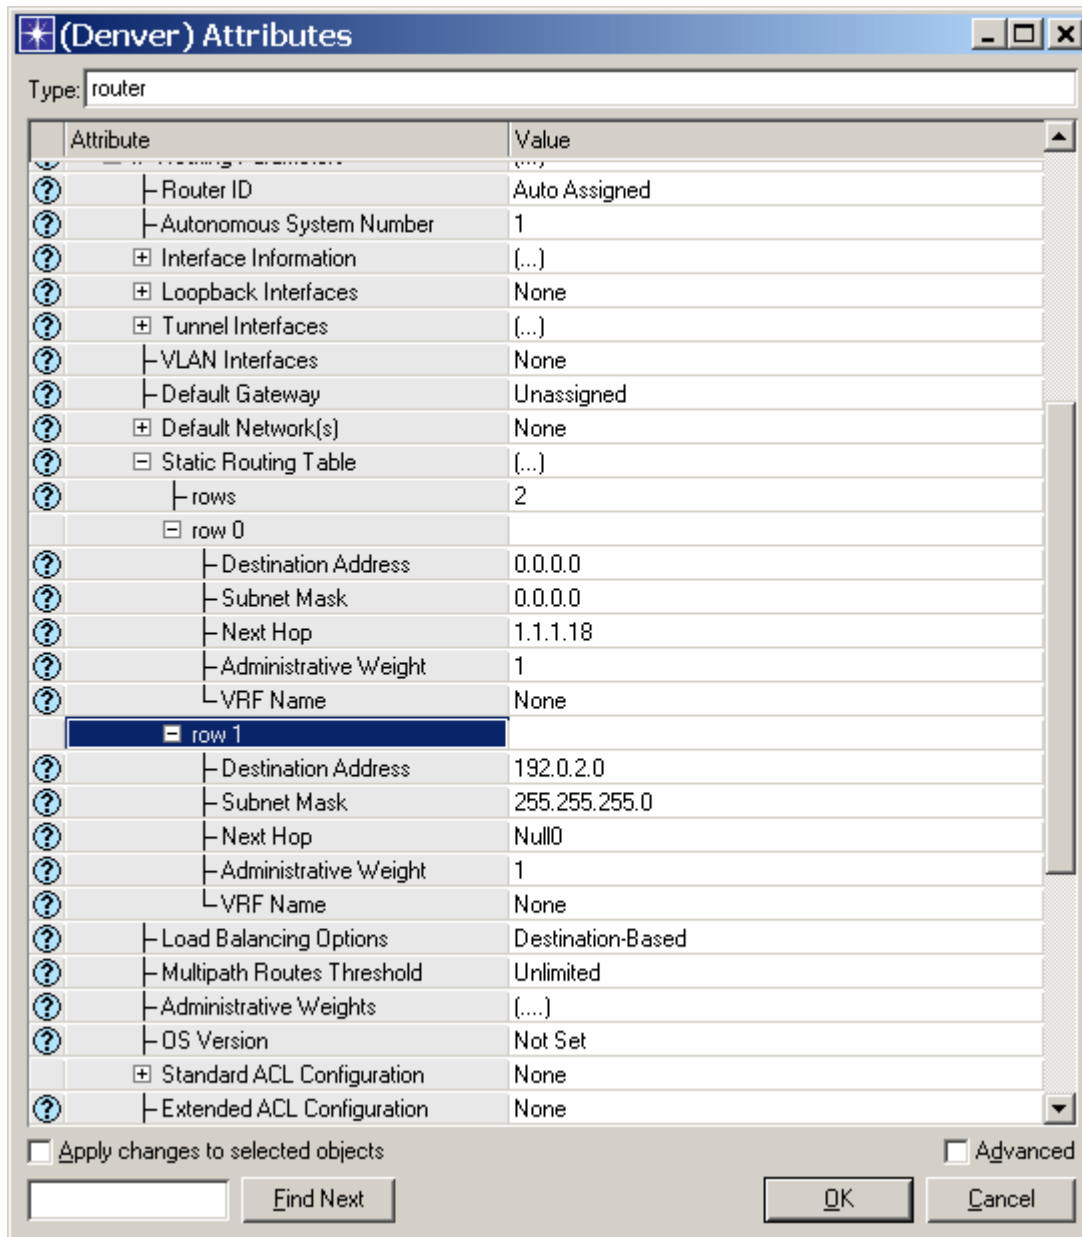 (Denver) Attributes
Type: router
Attribute Value
Router ID Auto Assigned
Autonomous System Number 1
Interface Information (...)
Loopback Interfaces None
Tunnel Interfaces (...)
VLAN Interfaces None
Default Gateway Unassigned
Default Network(s) None
Static Routing Table (...)
rows 2
row 0
Destination Address 0.0.0.0
Subnet Mask 0.0.0.0
Next Hop 1.1.1.18
Administrative Weight 1
VRF Name None
row 1
Destination Address 192.0.2.0
Subnet Mask 255.255.255.0
Next Hop Null0
Administrative Weight 1
VRF Name None
Load Balancing Options Destination-Based
Multipath Routes Threshold Unlimited
Administrative Weights (....)
OS Version Not Set
Standard ACL Configuration None
Extended ACL Configuration None
Apply changes to selected objects Advanced
Find Next OK Cancel